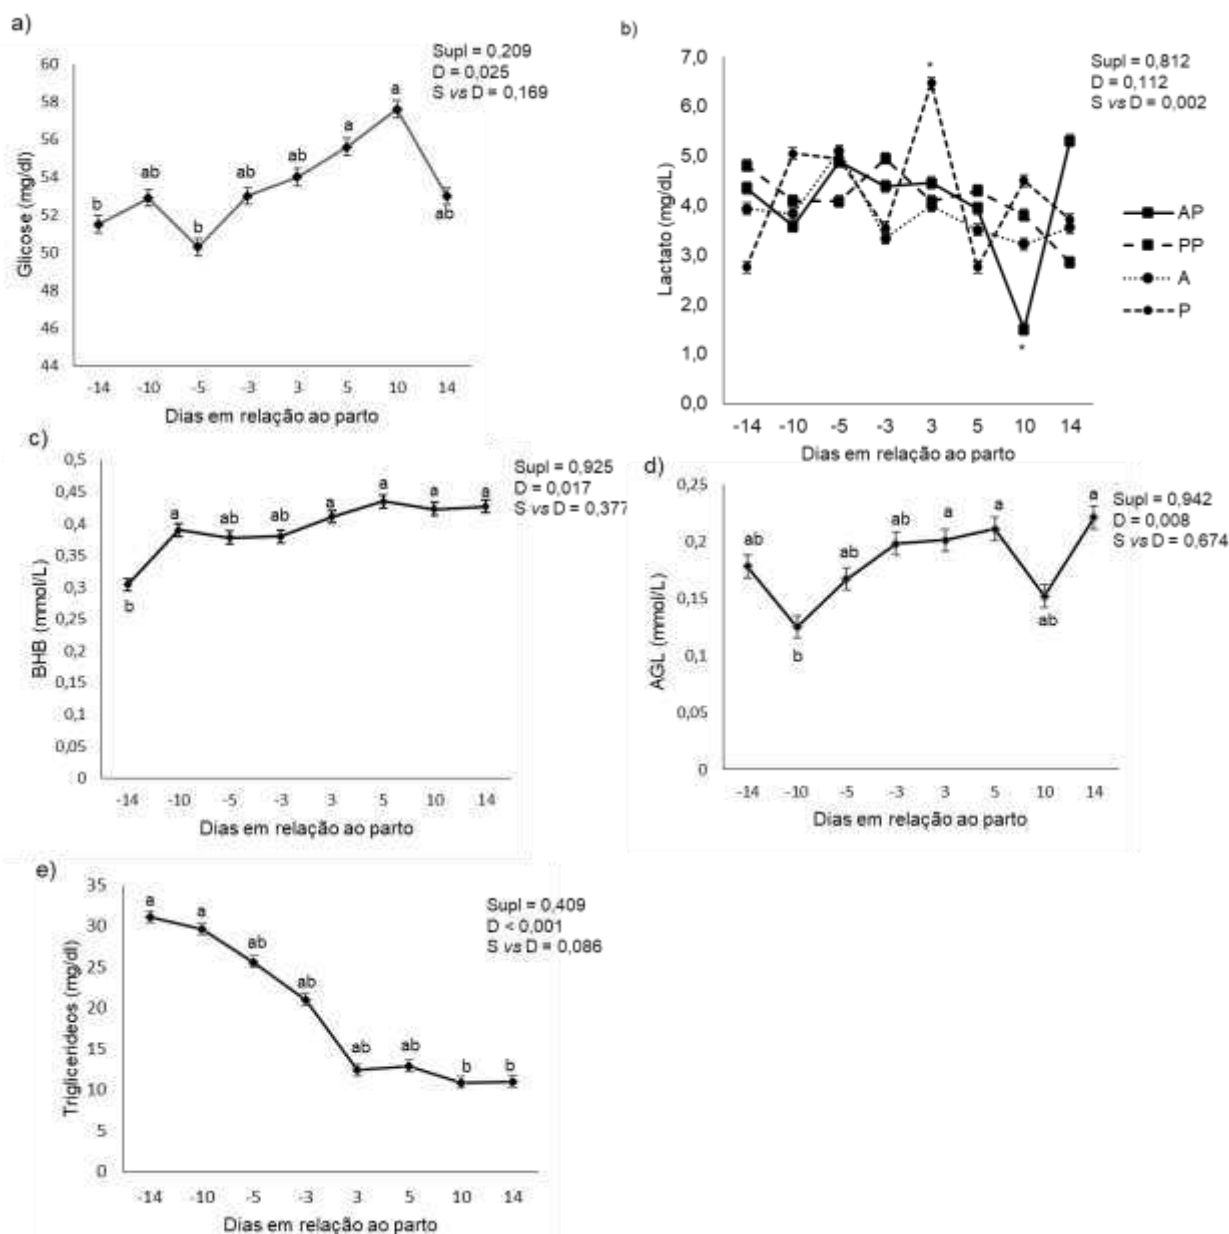 a)
Supl = 0,209
D = 0,025
S vs D = 0,169
60
58
56
54
52
50
48
46
44
Glicose (mg/dl)
b
ab
b
ab
ab
a
a
ab
-14 -10 -5 -3 3 5 10 14
Dias em relação ao parto
b)
Supl = 0,812
D = 0,112
S vs D = 0,002
7,0
6,0
5,0
4,0
3,0
2,0
1,0
0,0
Lactato (mg/dL)
*
*
AP
PP
A
P
-14 -10 -5 -3 3 5 10 14
Dias em relação ao parto
c)
Supl = 0,925
D = 0,017
S vs D = 0,377
0,5
0,45
0,4
0,35
0,3
0,25
0,2
0,15
0,1
0,05
0
BHB (mmol/L)
b
a
ab
ab
a
a
a
a
-14 -10 -5 -3 3 5 10 14
Dias em relação ao parto
d)
Supl = 0,942
D = 0,008
S vs D = 0,674
0,25
0,2
0,15
0,1
0,05
0
AGL (mmol/L)
ab
b
ab
ab
a
a
ab
a
-14 -10 -5 -3 3 5 10 14
Dias em relação ao parto
e)
Supl = 0,409
D < 0,001
S vs D = 0,086
35
30
25
20
15
10
5
0
Triglicerídeos (mg/dl)
a
a
ab
ab
ab
ab
b
b
-14 -10 -5 -3 3 5 10 14
Dias em relação ao parto